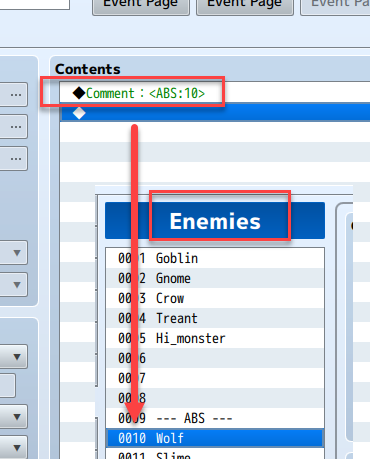 Event Page
Event Page
Event Page
Contents
◆Comment：<ABS:10>
◆
Enemies
0001 Goblin
0002 Gnome
0003 Crow
0004 Treant
0005 Hi_monster
0006
0007
0008
0009 --- ABS ---
0010 Wolf
0011 Slime